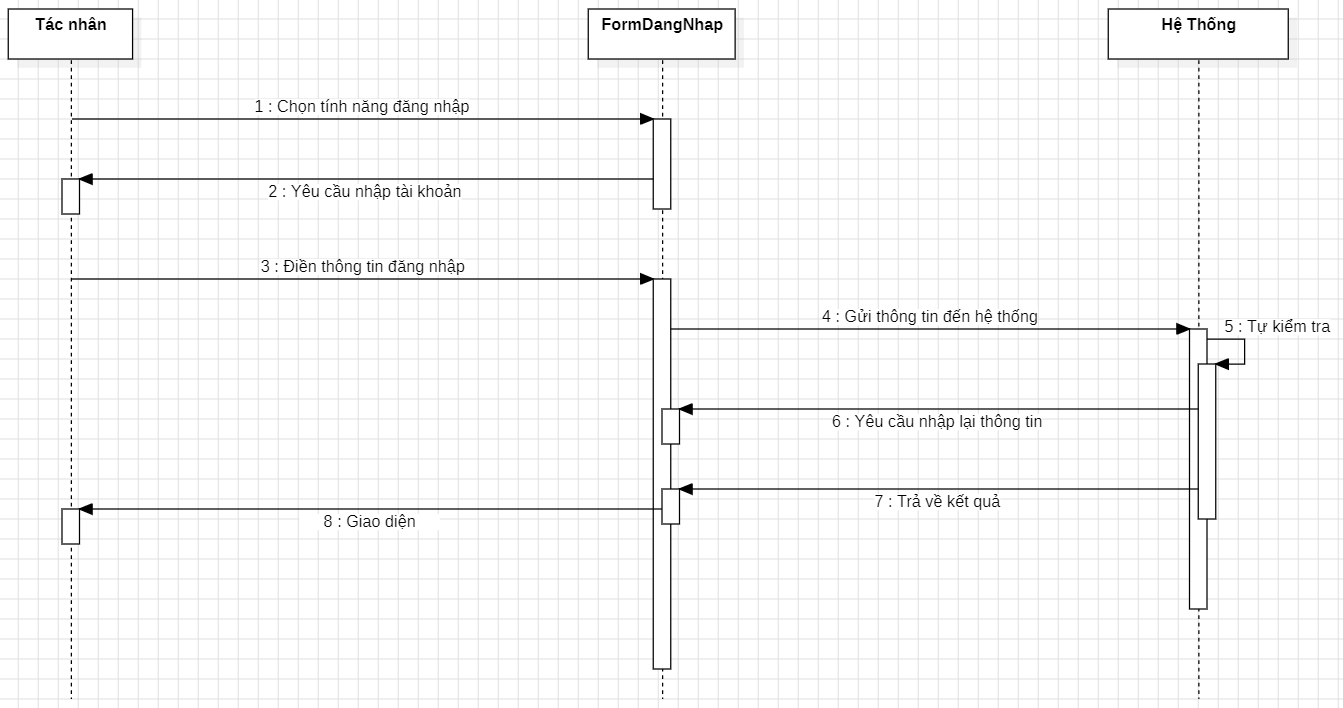 Tác nhân
FormDangNhap
Hệ Thống
1 : Chọn tính năng đăng nhập
2 : Yêu cầu nhập tài khoản
3 : Điền thông tin đăng nhập
4 : Gửi thông tin đến hệ thống
5 : Tự kiểm tra
6 : Yêu cầu nhập lại thông tin
7 : Trả về kết quả
8 : Giao diện